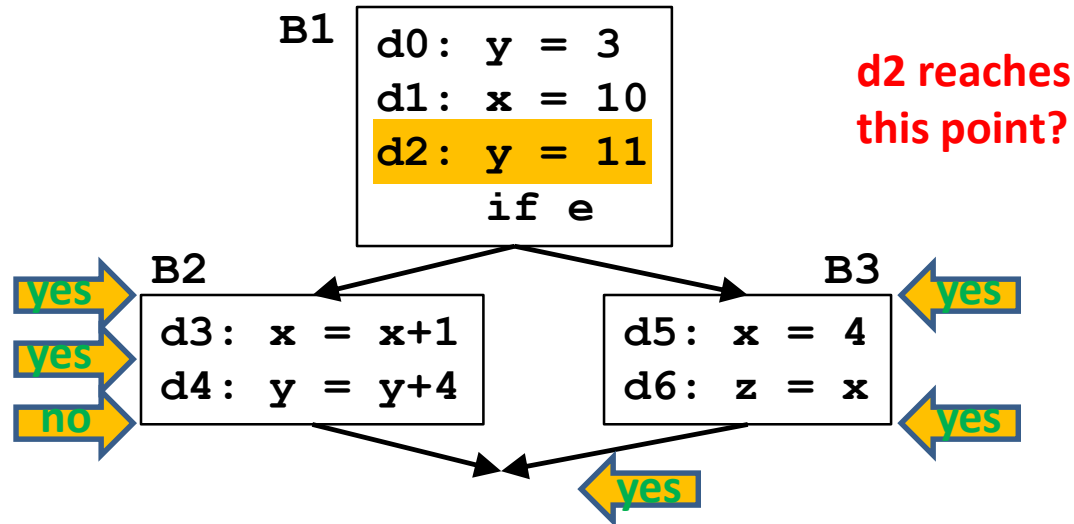 B1
d0: y = 3
d1: x = 10
d2: y = 11
if e
d2 reaches
this point?
B2
yes
yes
no
d3: x = x+1
d4: y = y+4
B3
d5: x = 4
d6: z = x
yes
yes
yes